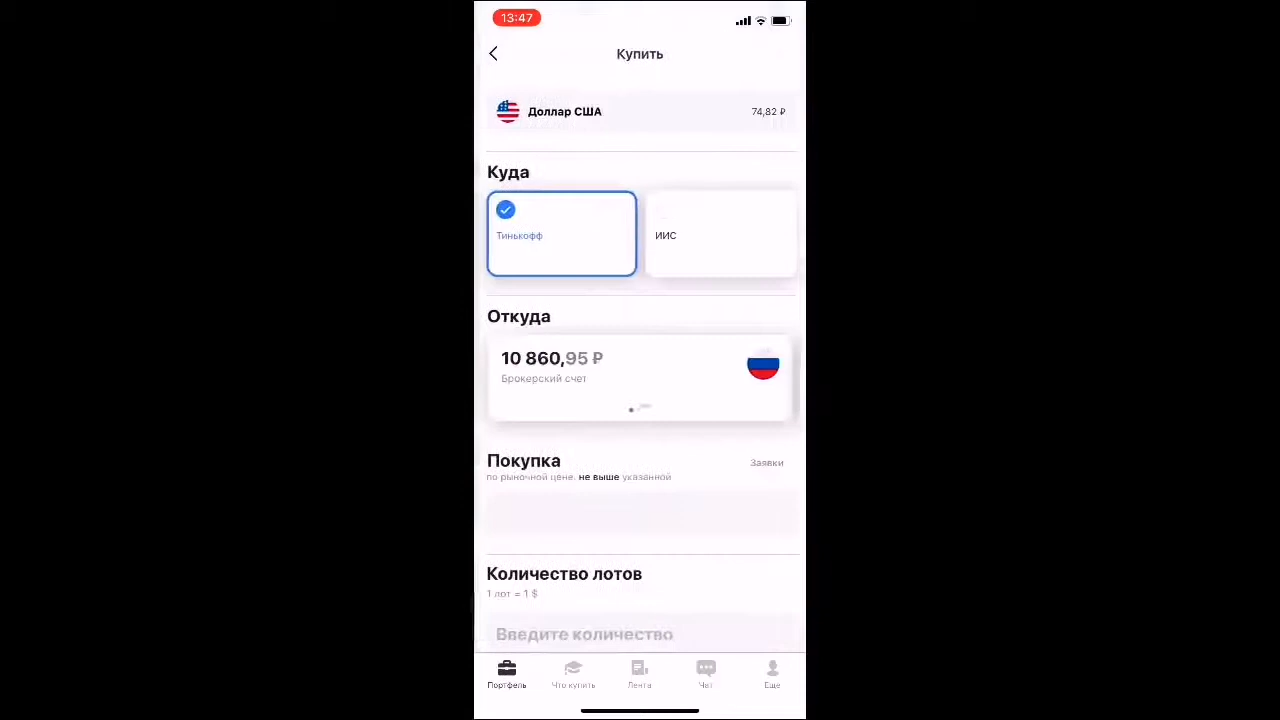 13:47
Купить
Доллар США 74,82 ₽
Куда
Тинькофф
ИИС
Откуда
10 860,95 ₽
Брокерский счет
Покупка Заявки
по рыночной цене, не выше указанной
Количество лотов
1 лот = 1 $
Введите количество
Портфель Что купить Лента Чат Еще